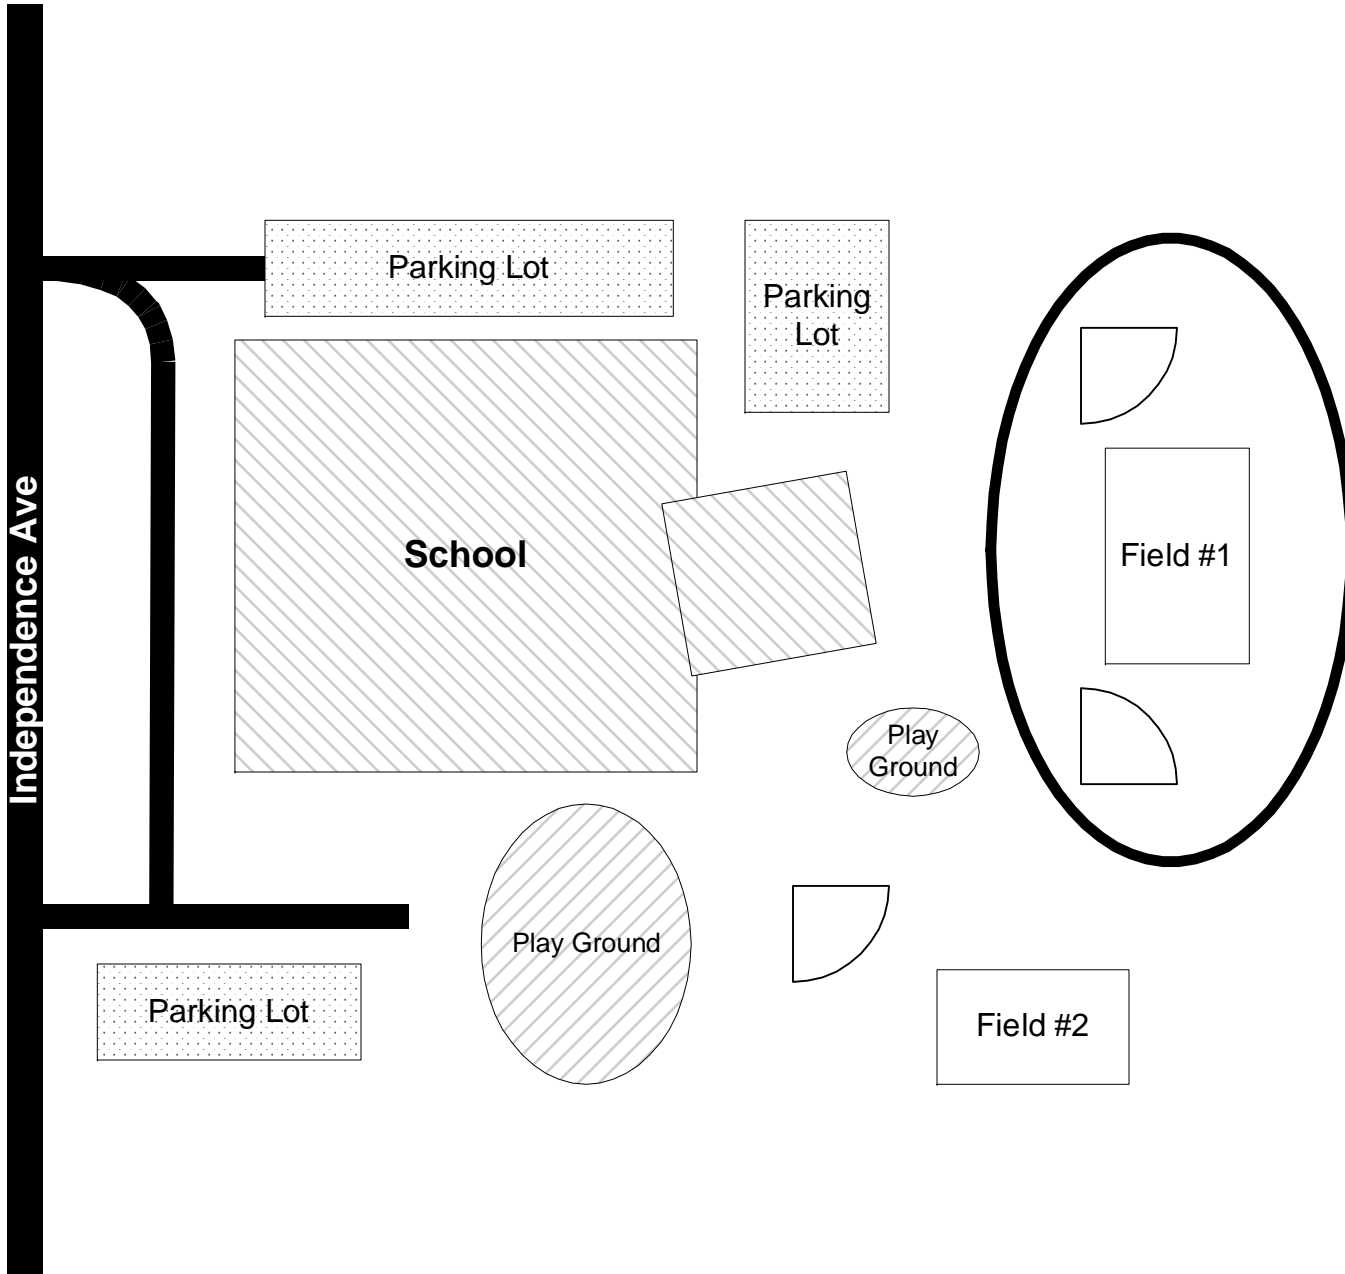 Parking Lot
Parking
Lot
Independence Ave
School
Field #1
Play
Ground
Play Ground
Parking Lot
Field #2